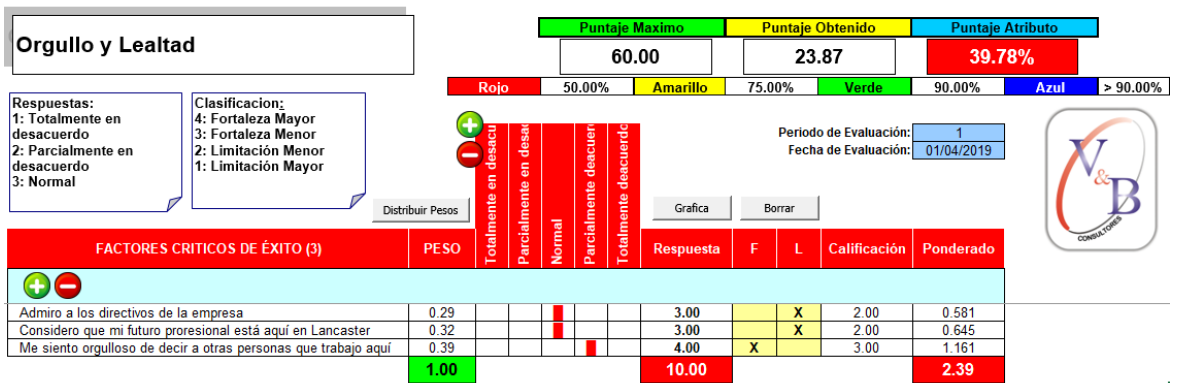 Orgullo y Lealtad
Puntaje Maximo Puntaje Obtenido Puntaje Atributo
60.00 23.87 39.78%
Rojo 50.00% Amarillo 75.00% Verde 90.00% Azul > 90.00%
Respuestas:
1: Totalmente en
desacuerdo
2: Parcialmente en
desacuerdo
3: Normal
Clasificacion:
4: Fortaleza Mayor
3: Fortaleza Menor
2: Limitación Menor
1: Limitación Mayor
Periodo de Evaluación: 1
Fecha de Evaluación: 01/04/2019
V&B
CONSULTORES
Distribuir Pesos
Grafica Borrar
FACTORES CRITICOS DE ÉXITO (3) PESO
Totalmente en desacu
Parcialmente en desac
Normal
Parcialmente deacuerc
Totalmente deacuerdo
Respuesta F L Calificación Ponderado
Admiro a los directivos de la empresa 0.29 3.00 X 2.00 0.581
Considero que mi futuro proresional está aquí en Lancaster 0.32 3.00 X 2.00 0.645
Me siento orgulloso de decir a otras personas que trabajo aquí 0.39 4.00 X 3.00 1.161
1.00 10.00 2.39